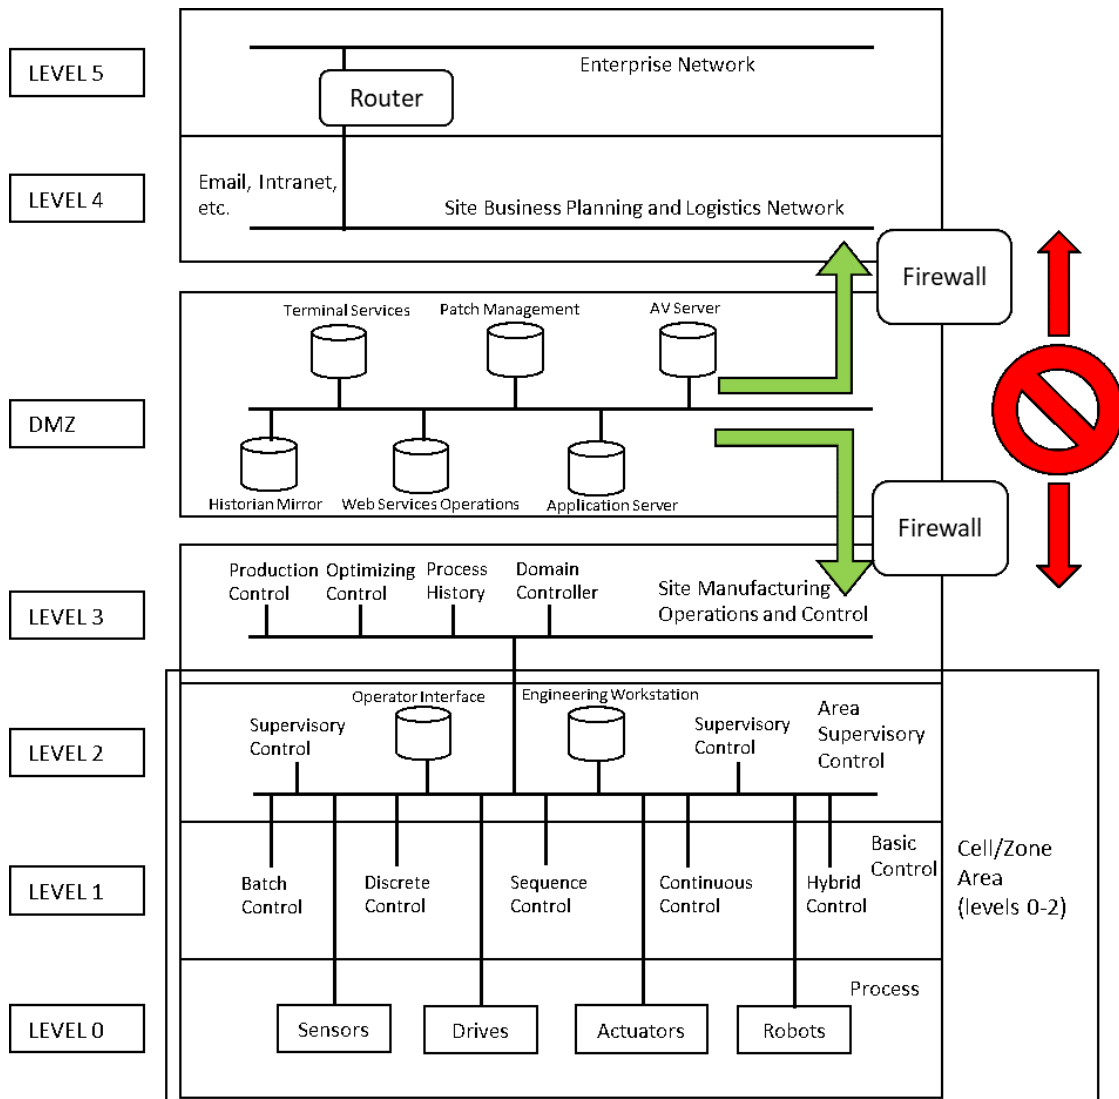 LEVEL 5
Enterprise Network
Router
LEVEL 4
Email, Intranet,
etc.
Site Business Planning and Logistics Network
Firewall
Terminal Services
Patch Management
AV Server
DMZ
Historian Mirror
Web Services Operations
Application Server
Firewall
LEVEL 3
Production
Control
Optimizing
Control
Process
History
Domain
Controller
Site Manufacturing
Operations and Control
LEVEL 2
Supervisory
Control
Operator Interface
Engineering Workstation
Supervisory
Control
Area
Supervisory
Control
LEVEL 1
Batch
Control
Discrete
Control
Sequence
Control
Continuous
Control
Hybrid
Control
Basic
Control
Cell/Zone
Area
(levels 0-2)
LEVEL 0
Process
Sensors
Drives
Actuators
Robots